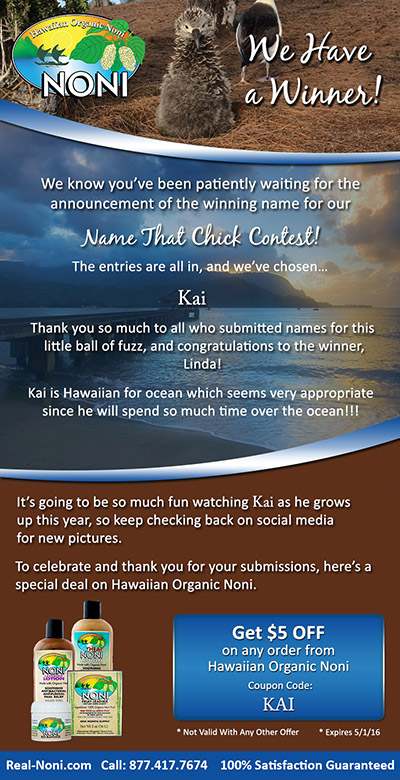 Hawaiian Organic Noni
NONI
We Have
a Winner!
We know you've been patiently waiting for the
announcement of the winning name for our
Name That Chick Contest!
The entries are all in, and we've chosen...
Kai
Thank you so much to all who submitted names for this
little ball of fuzz, and congratulations to the winner,
Linda!
Kai is Hawaiian for ocean which seems very appropriate
since he will spend so much time over the ocean!!!
It's going to be so much fun watching Kai as he grows
up this year, so keep checking back on social media
for new pictures.
To celebrate and thank you for your submissions, here's a
special deal on Hawaiian Organic Noni.
NONI
LOTION
NONI
NONI
Get $5 OFF
on any order from
Hawaiian Organic Noni
Coupon Code:
KAI
* Not Valid With Any Other Offer
* Expires 5/1/16
Real-Noni.com
Call: 877.417.7674
100% Satisfaction Guaranteed